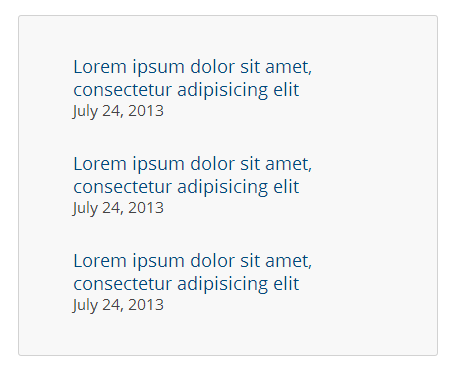 Lorem ipsum dolor sit amet,
consectetur adipisicing elit
July 24, 2013
Lorem ipsum dolor sit amet,
consectetur adipisicing elit
July 24, 2013
Lorem ipsum dolor sit amet,
consectetur adipisicing elit
July 24, 2013